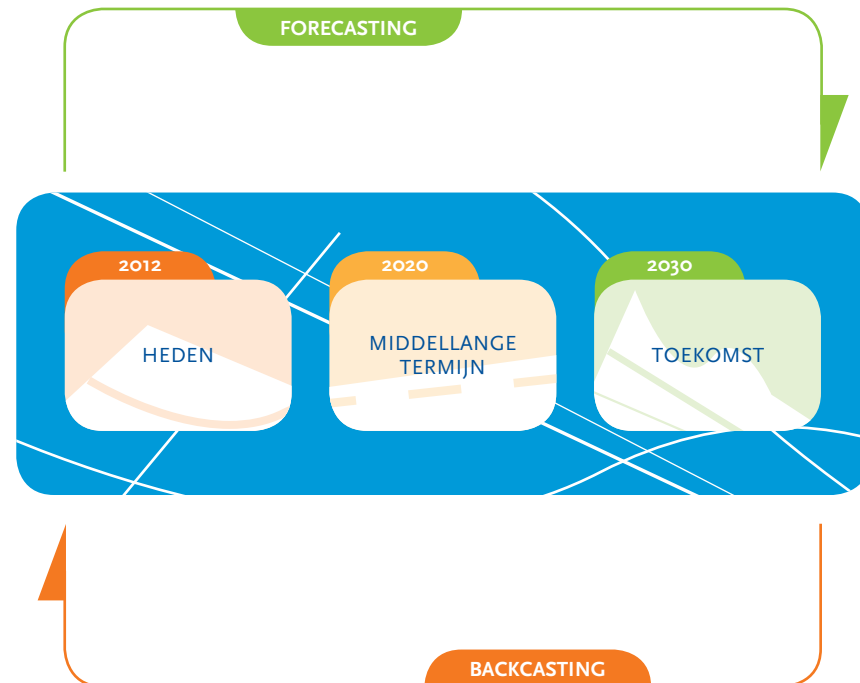 FORECASTING
2012
HEDEN
2020
MIDDELLANGE
TERMIJN
2030
TOEKOMST
BACKCASTING